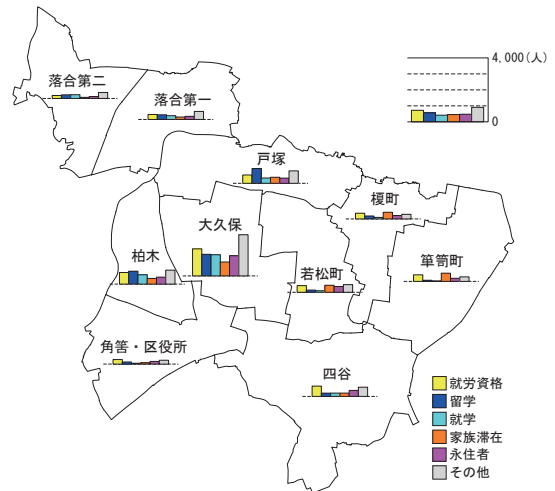 4,000(人)
0
落合第二
落合第一
戸塚
榎町
大久保
柏木
若松町
箪笥町
角筈・区役所
四谷
就労資格
留学
就学
家族滞在
永住者
その他